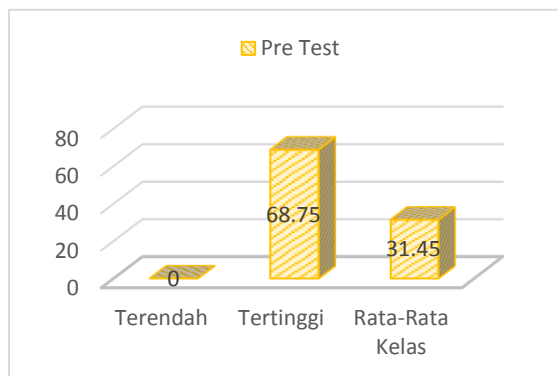 Pre Test
80
60
40
20
0
0
68.75
31.45
Terendah
Tertinggi
Rata-Rata
Kelas